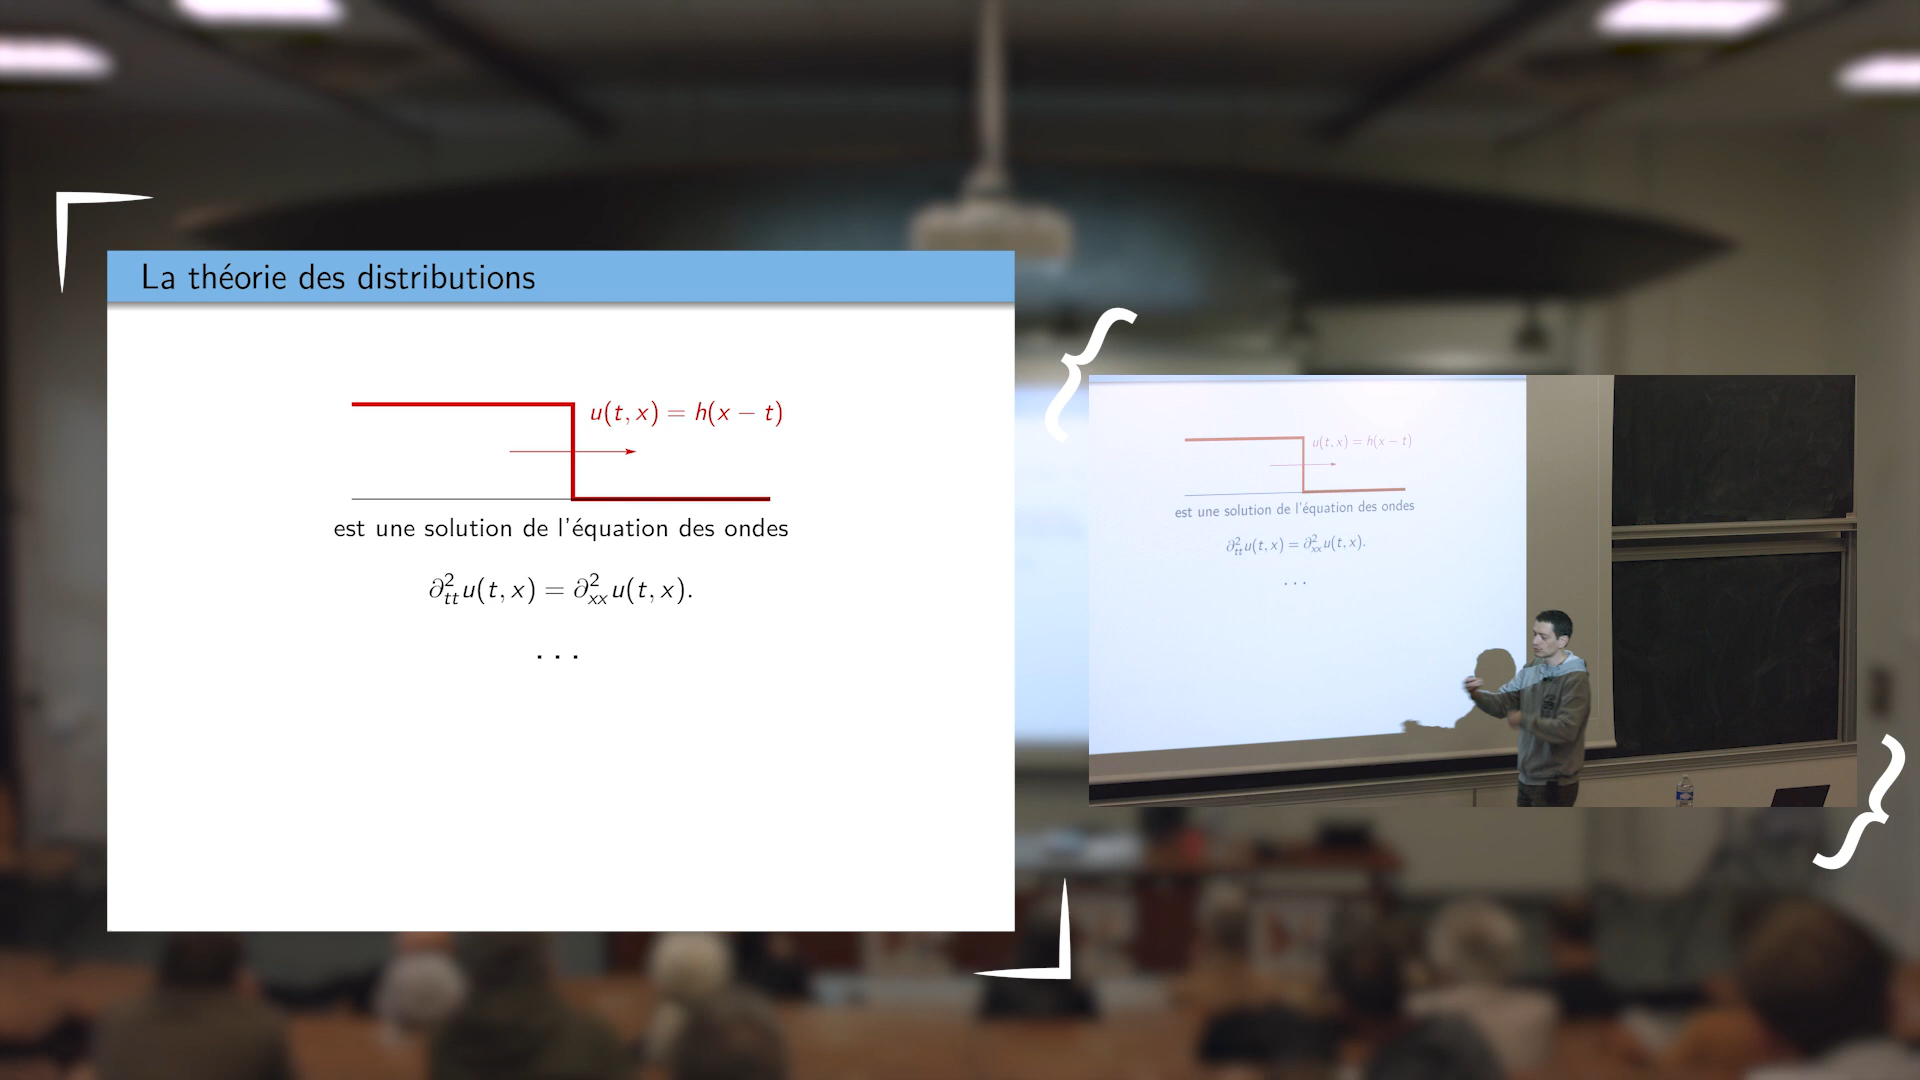 La théorie des distributions
u(t, x) = h(x − t)
est une solution de l'équation des ondes
∂²ₜₜu(t, x) = ∂²ₓₓu(t, x).
. . .
u(t, x) = h(x − t)
est une solution de l'équation des ondes
∂²ₜₜu(t, x) = ∂²ₓₓu(t, x).
. . .